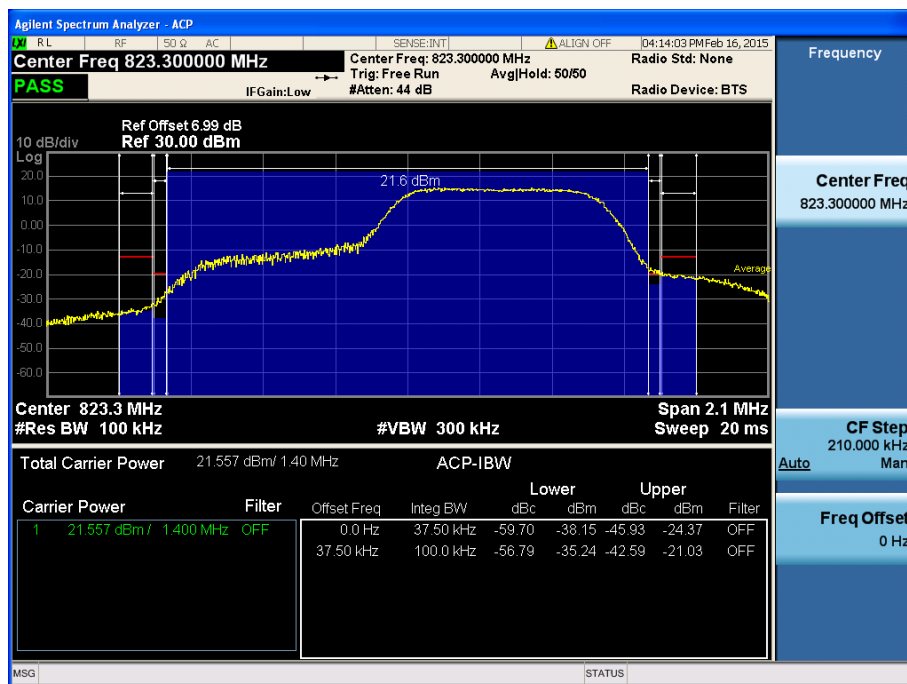 Agilent Spectrum Analyzer - ACP
LXI RL RF 50 Ω AC SENSE:INT ALIGN OFF 04:14:03 PM Feb 16, 2015
Center Freq 823.300000 MHz
Center Freq: 823.300000 MHz Radio Std: None
Trig: Free Run Avg|Hold: 50/50
PASS IFGain:Low #Atten: 44 dB Radio Device: BTS
Ref Offset 6.99 dB
10 dB/div Ref 30.00 dBm
Log
20.0
21.6 dBm
10.0
0.00
-10.0
-20.0
Average
-30.0
-40.0
-50.0
-60.0
Center 823.3 MHz Span 2.1 MHz
#Res BW 100 kHz #VBW 300 kHz Sweep 20 ms
Total Carrier Power 21.557 dBm/ 1.40 MHz ACP-IBW
Lower Upper
Carrier Power Filter Offset Freq Integ BW dBc dBm dBc dBm Filter
1 21.557 dBm / 1.400 MHz OFF 0.0 Hz 37.50 kHz -59.70 -38.15 -45.93 -24.37 OFF
37.50 kHz 100.0 kHz -56.79 -35.24 -42.59 -21.03 OFF
MSG STATUS
Frequency
Center Freq
823.300000 MHz
CF Step
210.000 kHz
Auto Man
Freq Offset
0 Hz